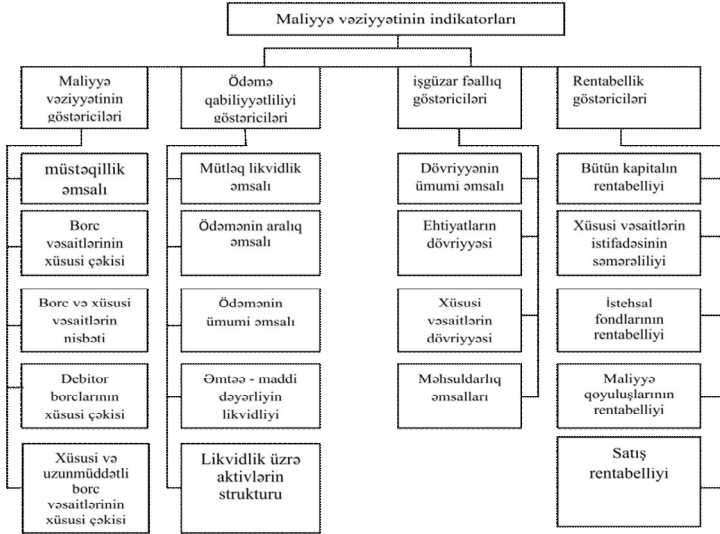 Maliyyə vəziyyətinin indikatorları
Maliyyə
vəziyyətinin
göstəriciləri
müstəqillik
əmsalı
Borc
vəsaitlərinin
xüsusi çəkisi
Borc və xüsusi
vəsaitlərin
nisbəti
Debitor
borclarının
xüsusi çəkisi
Xüsusi və
uzunmüddətli
borc
vəsaitlərinin
xüsusi çəkisi
Ödəmə
qabiliyyətliliyi
göstəriciləri
Mütləq likvidlik
əmsalı
Ödəmənin aralıq
əmsalı
Ödəmənin
ümumi əmsalı
Əmtəə - maddi
dəyərliyin
likvidliyi
Likvidlik üzrə
aktivlərin
strukturu
işgüzar fəallıq
göstəriciləri
Dövriyyənin
ümumi əmsalı
Ehtiyatların
dövriyyəsi
Xüsusi
vəsaitlərin
dövriyyəsi
Məhsuldarlıq
əmsalları
Rentabellik
göstəriciləri
Bütün kapitalın
rentabelliyi
Xüsusi vəsaitlərin
istifadəsinin
səmərəliliyi
İstehsal
fondlarının
rentabelliyi
Maliyyə
qoyuluşlarının
rentabelliyi
Satış
rentabelliyi